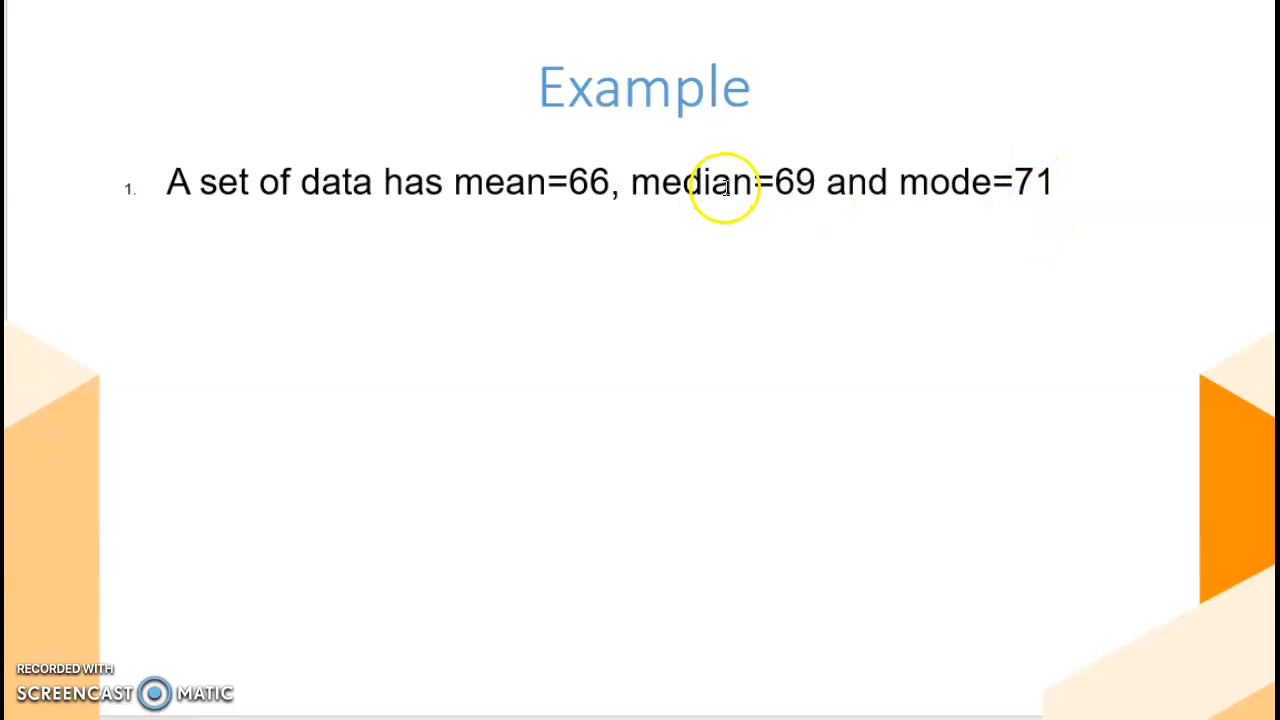 Example
1. A set of data has mean=66, median=69 and mode=71
RECORDED WITH
SCREENCAST MATIC